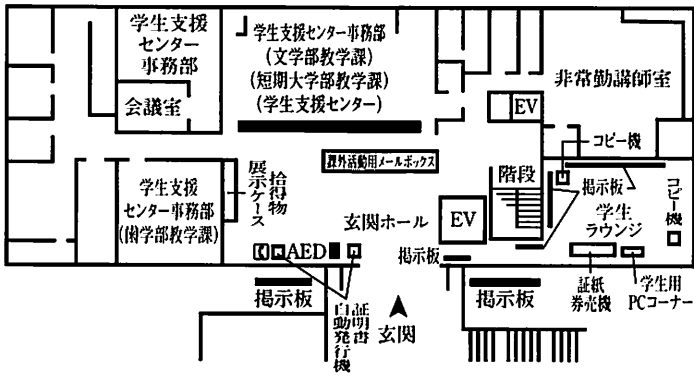 学生支援
センター
事務部
会議室
学生支援センター事務部
(文学部教学課)
(短期大学部教学課)
(学生支援センター)
非常勤講師室
EV
コピー機
課外活動用メールボックス
階段
掲示板
学生
ラウンジ
コピー機
学生支援
センター事務部
(歯学部教学課)
拾得物
展示ケース
玄関ホール
EV
AED
掲示板
証紙
券売機
学生用
PCコーナー
掲示板
証明書
自動発行機
玄関
掲示板